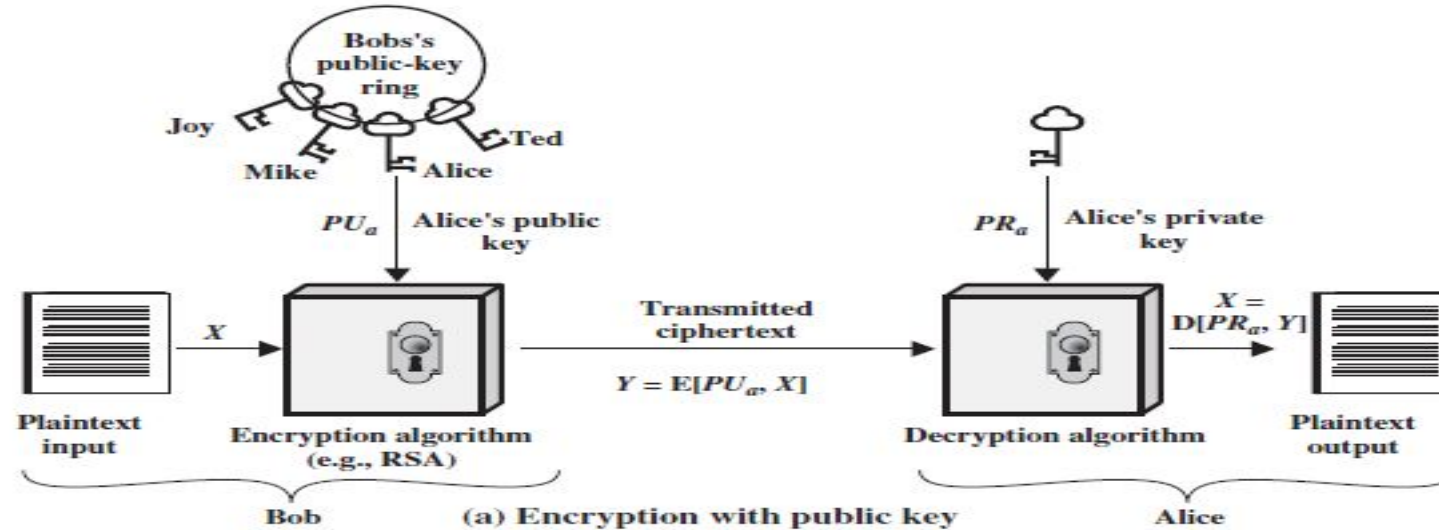 Bobs's
public-key
ring
Joy
Ted
Mike
Alice
PUₐ
Alice's public
key
PRₐ
Alice's private
key
X
Transmitted
ciphertext
Y = E[PUₐ, X]
X =
D[PRₐ, Y]
Plaintext
input
Encryption algorithm
(e.g., RSA)
Decryption algorithm
Plaintext
output
Bob
(a) Encryption with public key
Alice